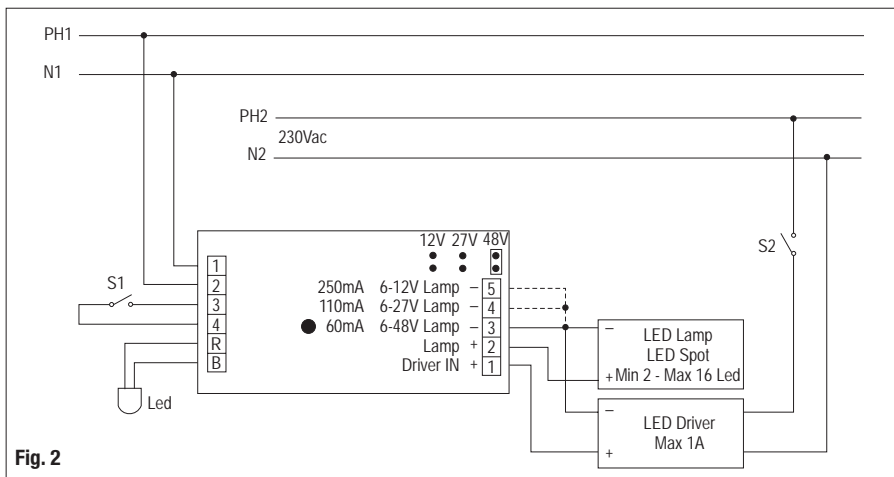 PH1
N1
PH2
230Vac
N2
12V 27V 48V
S2
1
2
3
4
R
B
S1
Led
250mA 6-12V Lamp – 5
110mA 6-27V Lamp – 4
60mA 6-48V Lamp – 3
Lamp + 2
Driver IN + 1
– LED Lamp
LED Spot
+ Min 2 - Max 16 Led
– LED Driver
Max 1A
+
Fig. 2